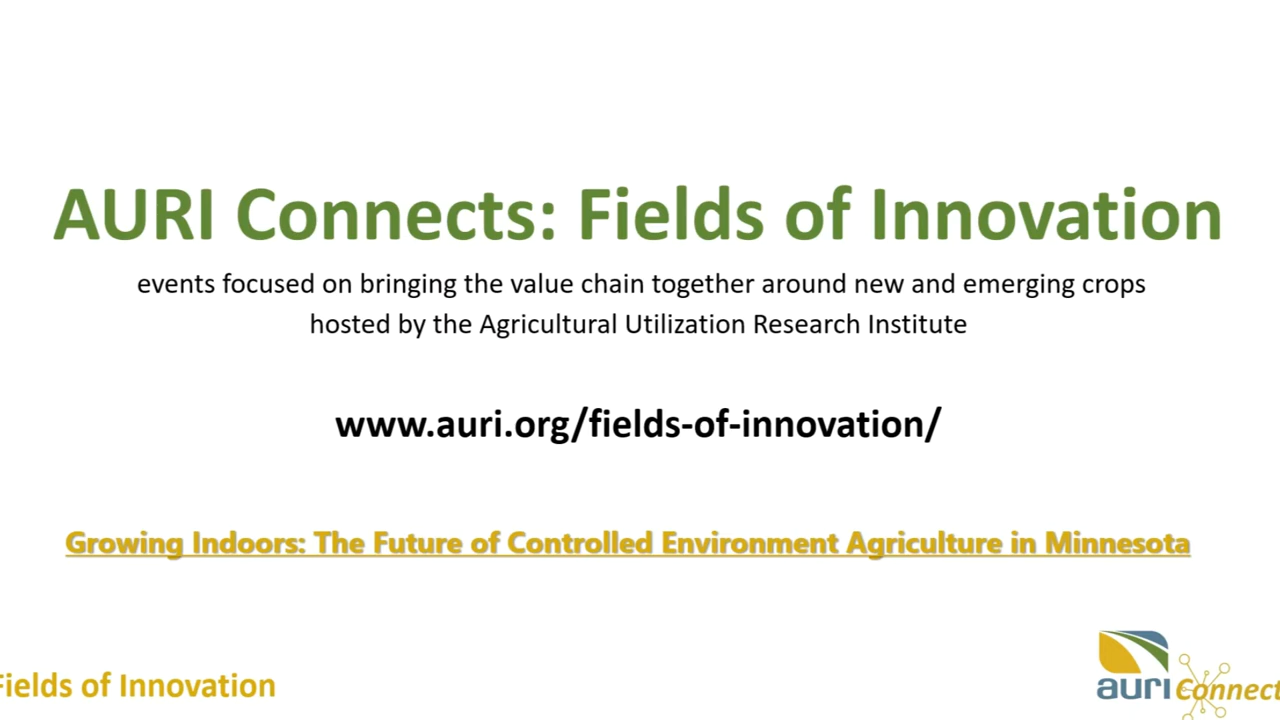 AURI Connects: Fields of Innovation
events focused on bringing the value chain together around new and emerging crops
hosted by the Agricultural Utilization Research Institute
www.auri.org/fields-of-innovation/
Growing Indoors: The Future of Controlled Environment Agriculture in Minnesota
Fields of Innovation
auri Connect